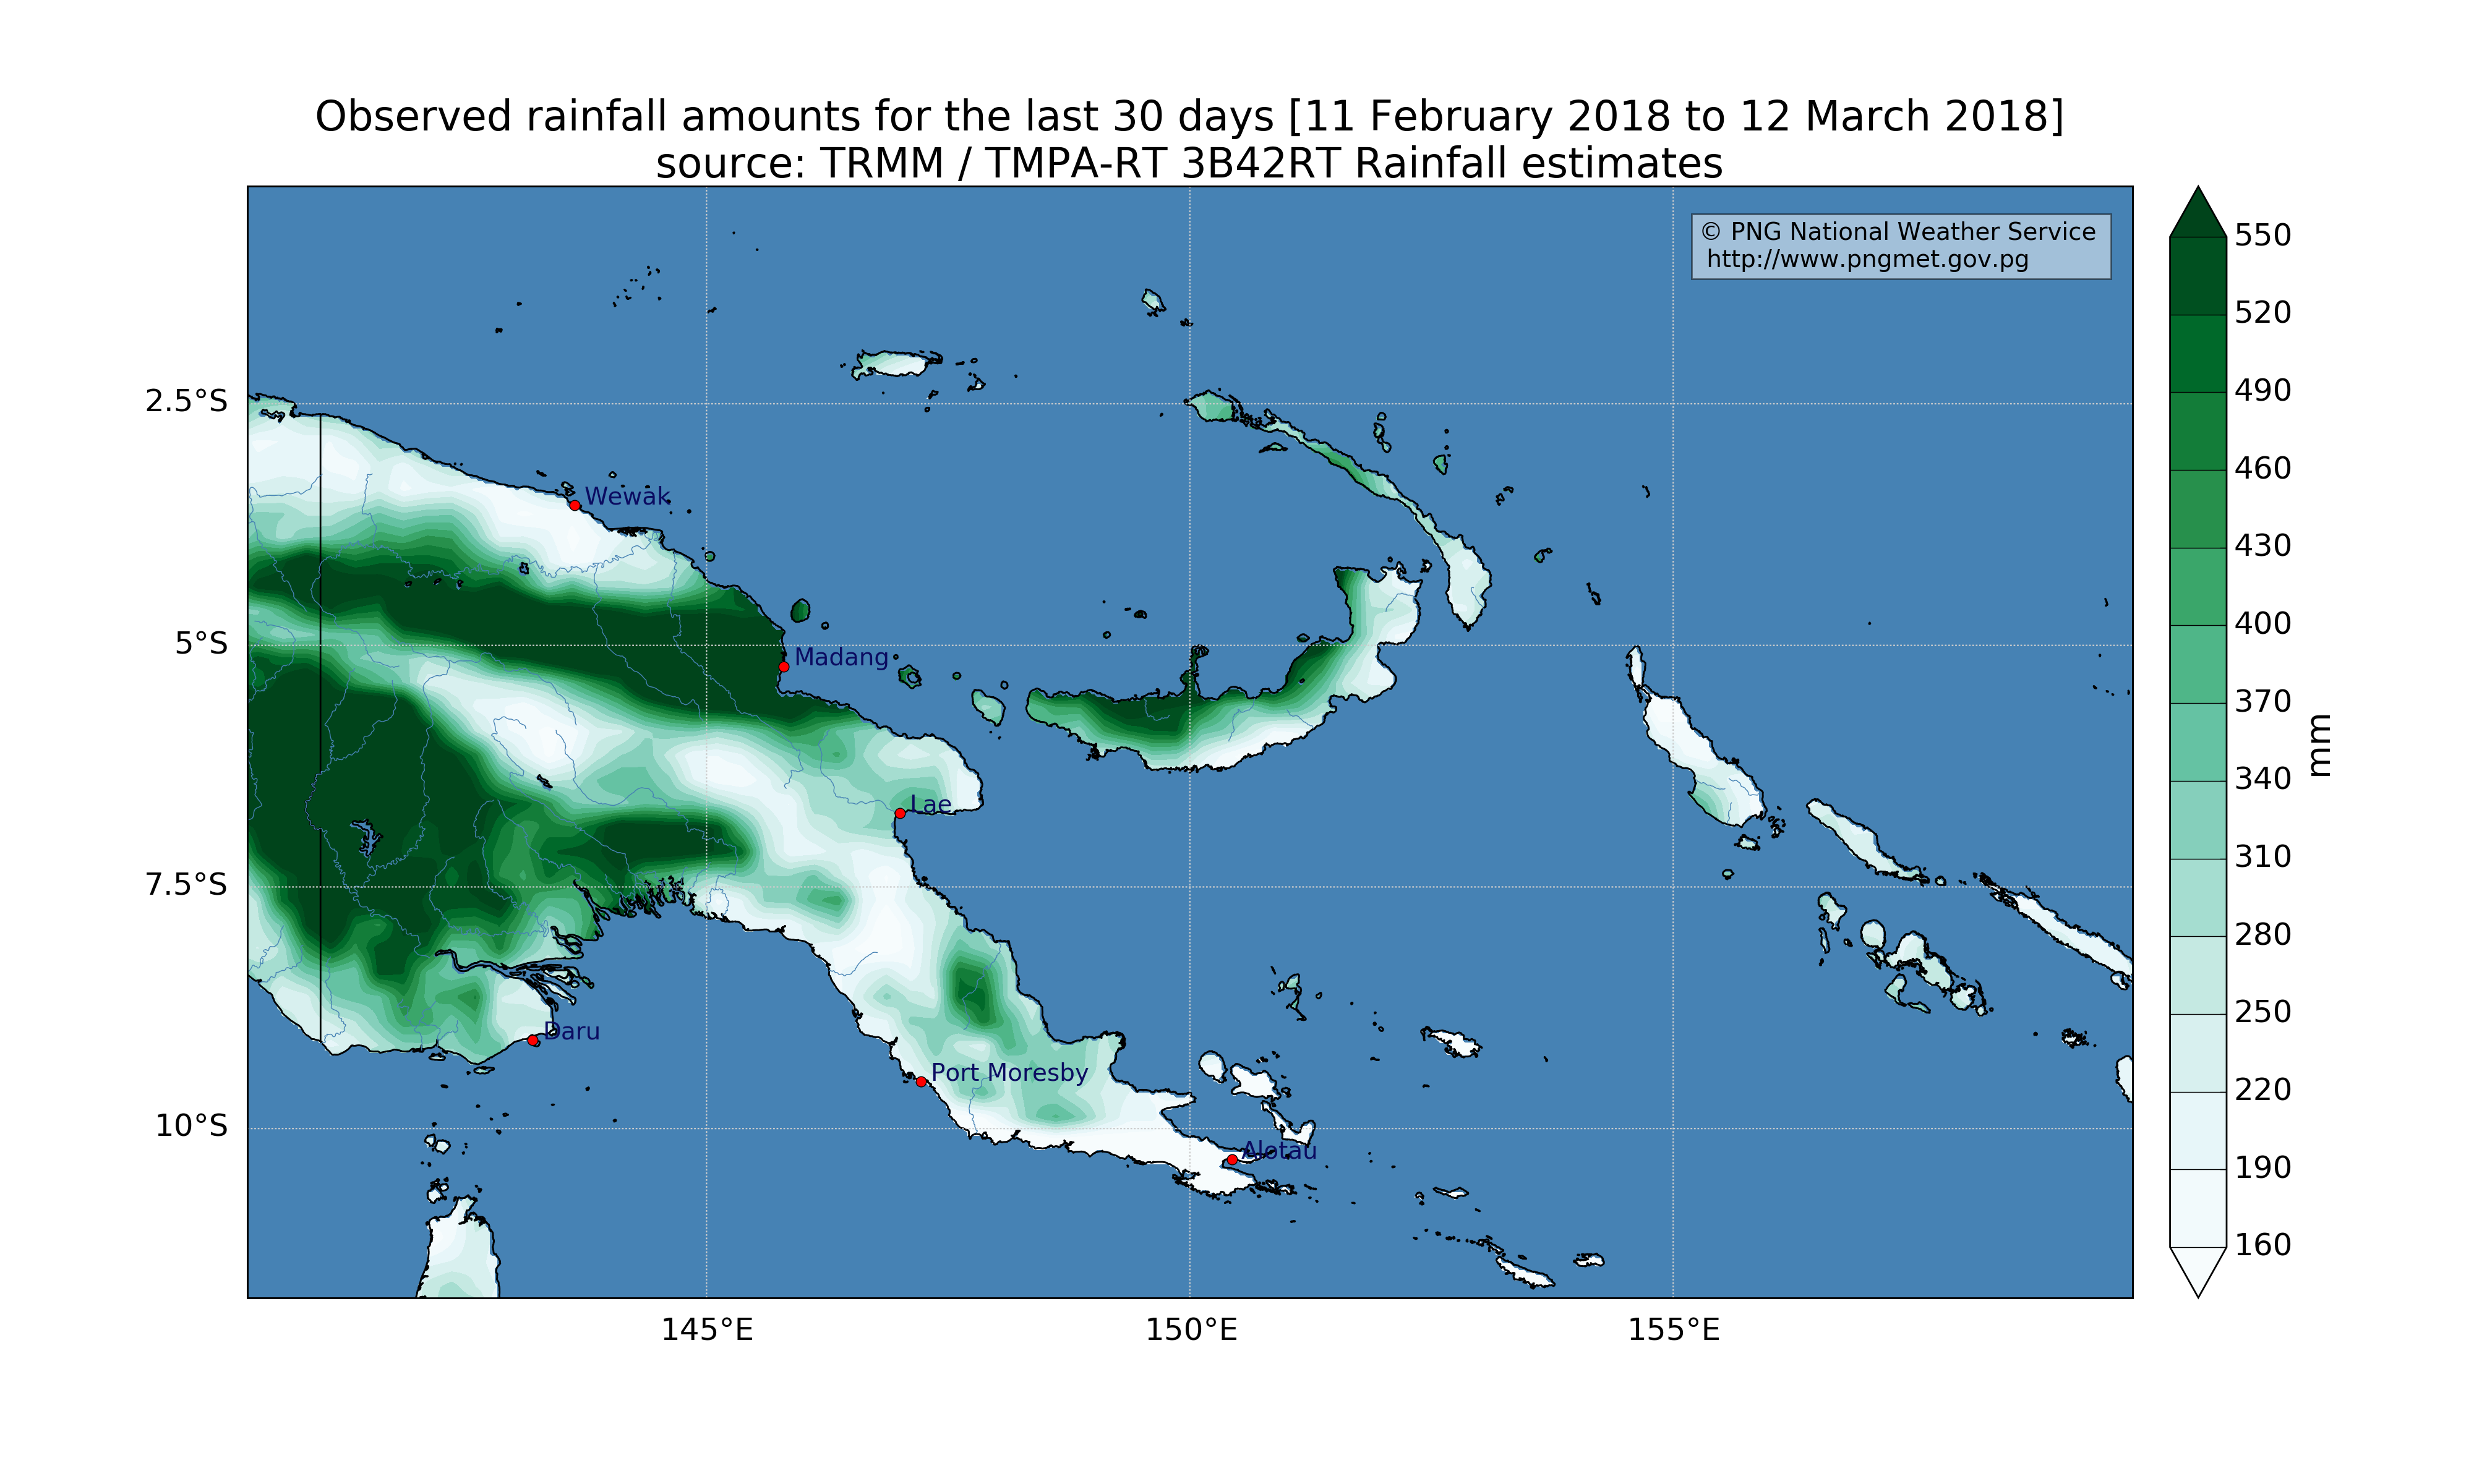 Observed rainfall amounts for the last 30 days [11 February 2018 to 12 March 2018]
source: TRMM / TMPA-RT 3B42RT Rainfall estimates
© PNG National Weather Service
http://www.pngmet.gov.pg
2.5°S
5°S
7.5°S
10°S
Wewak
Madang
Lae
Daru
Port Moresby
Alotau
145°E
150°E
155°E
550
520
490
460
430
400
370
340
310
280
250
220
190
160
mm